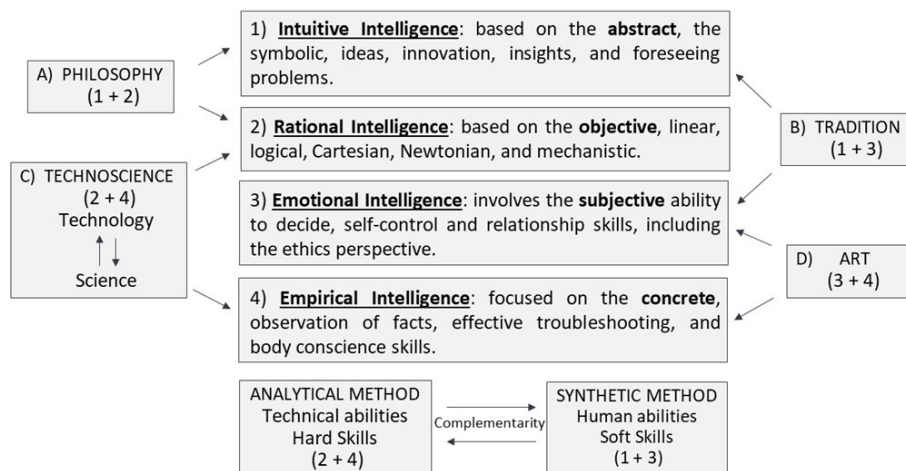 A) PHILOSOPHY
(1 + 2)
C) TECHNOSCIENCE
(2 + 4)
Technology
Science
1) Intuitive Intelligence: based on the abstract, the
symbolic, ideas, innovation, insights, and foreseeing
problems.
2) Rational Intelligence: based on the objective, linear,
logical, Cartesian, Newtonian, and mechanistic.
3) Emotional Intelligence: involves the subjective ability
to decide, self-control and relationship skills, including
the ethics perspective.
4) Empirical Intelligence: focused on the concrete,
observation of facts, effective troubleshooting, and
body conscience skills.
B) TRADITION
(1 + 3)
D) ART
(3 + 4)
ANALYTICAL METHOD
Technical abilities
Hard Skills
(2 + 4)
Complementarity
SYNTHETIC METHOD
Human abilities
Soft Skills
(1 + 3)